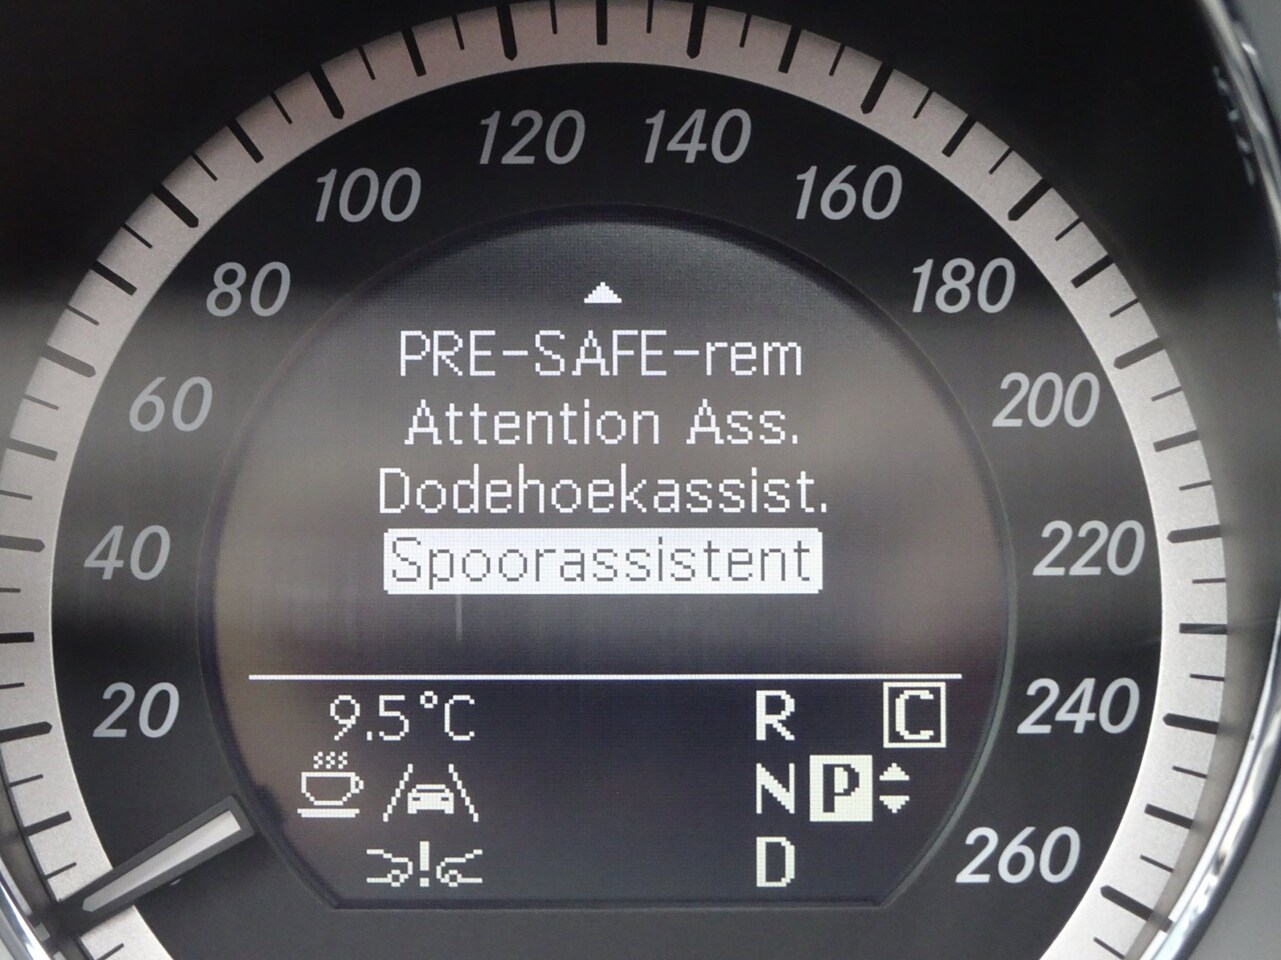 120 140
100 160
80 180
60 200
40 220
20 240
260
PRE-SAFE-rem
Attention Ass.
Dodehoekassist.
Spoorassistent
9.5°C R C
N P
! D